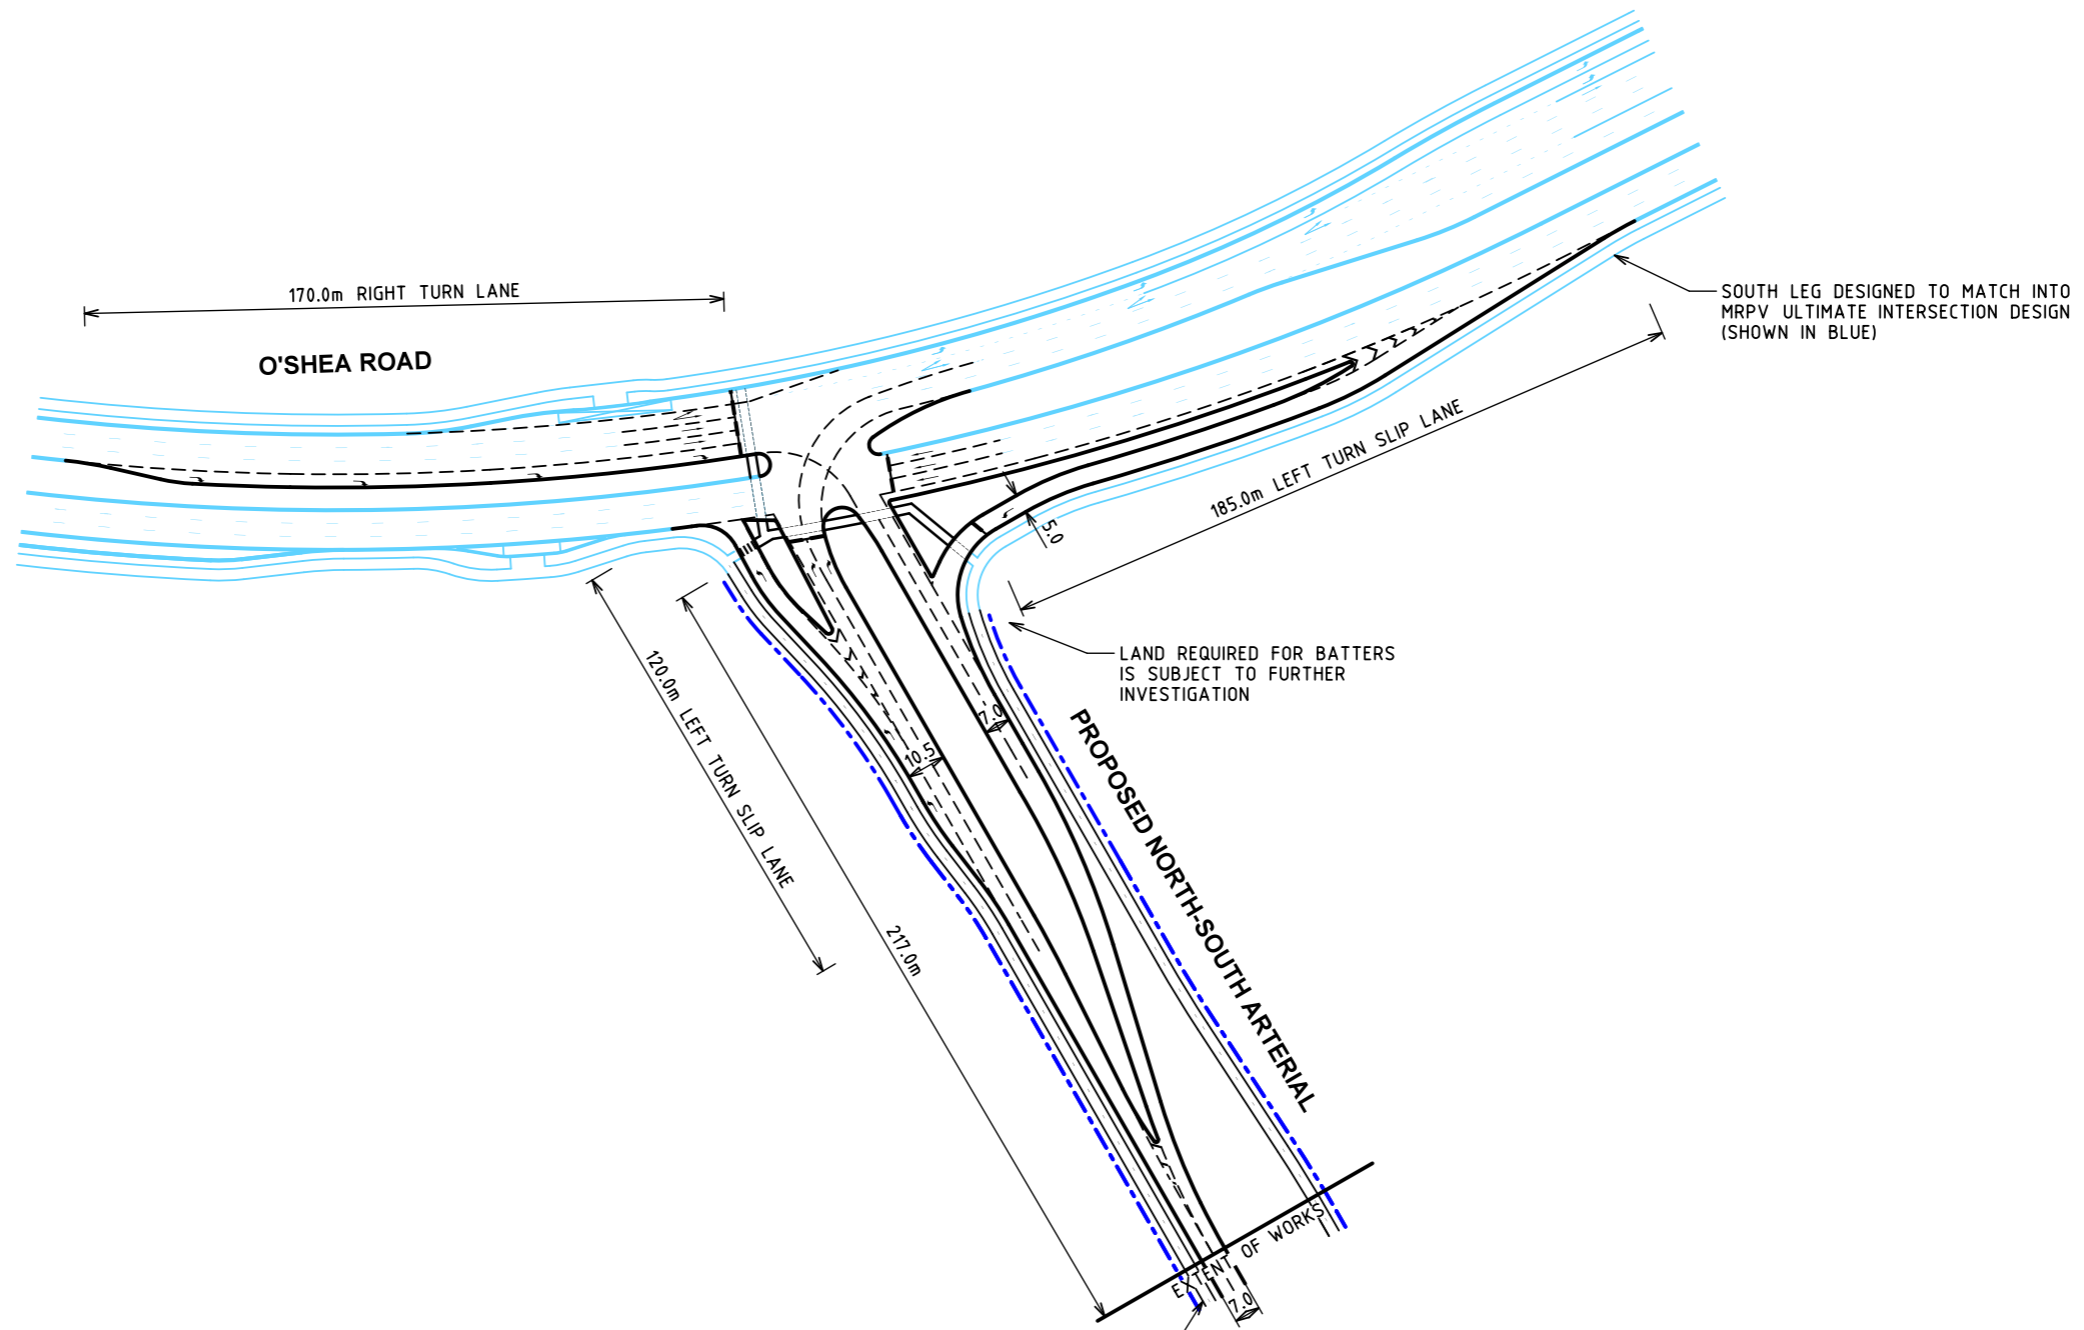 170.0m RIGHT TURN LANE
O'SHEA ROAD
SOUTH LEG DESIGNED TO MATCH INTO
MRPV ULTIMATE INTERSECTION DESIGN
(SHOWN IN BLUE)
185.0m LEFT TURN SLIP LANE
5.0
LAND REQUIRED FOR BATTERS
IS SUBJECT TO FURTHER
INVESTIGATION
120.0m LEFT TURN SLIP LANE
7.0
10.5
PROPOSED NORTH-SOUTH ARTERIAL
217.0m
EXTENT OF WORKS
7.0